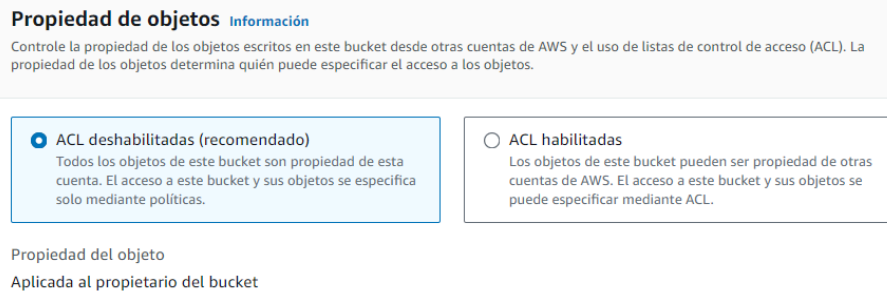 Propiedad de objetos Información
Controle la propiedad de los objetos escritos en este bucket desde otras cuentas de AWS y el uso de listas de control de acceso (ACL). La
propiedad de los objetos determina quién puede especificar el acceso a los objetos.
ACL deshabilitadas (recomendado)
Todos los objetos de este bucket son propiedad de esta
cuenta. El acceso a este bucket y sus objetos se especifica
solo mediante políticas.
ACL habilitadas
Los objetos de este bucket pueden ser propiedad de otras
cuentas de AWS. El acceso a este bucket y sus objetos se
puede especificar mediante ACL.
Propiedad del objeto
Aplicada al propietario del bucket